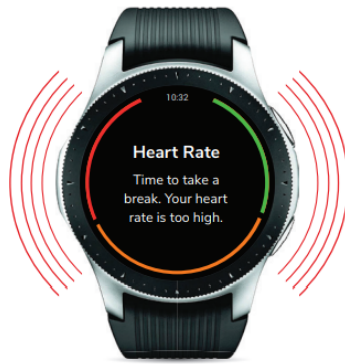 10:32
Heart Rate
Time to take a
break. Your heart
rate is too high.